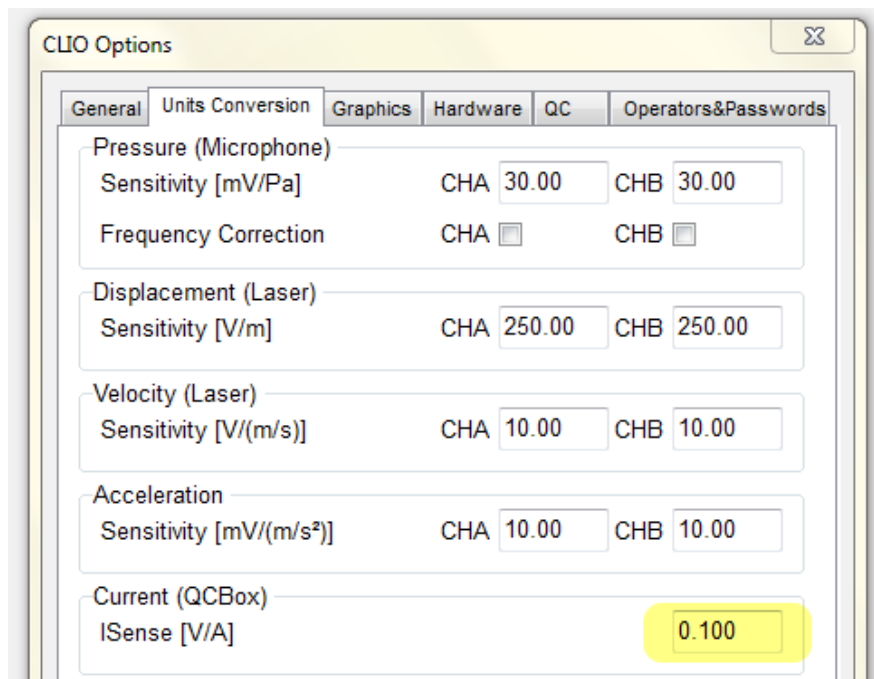 CLIO Options
General Units Conversion Graphics Hardware QC Operators&Passwords
Pressure (Microphone)
Sensitivity [mV/Pa] CHA 30.00 CHB 30.00
Frequency Correction CHA CHB
Displacement (Laser)
Sensitivity [V/m] CHA 250.00 CHB 250.00
Velocity (Laser)
Sensitivity [V/(m/s)] CHA 10.00 CHB 10.00
Acceleration
Sensitivity [mV/(m/s²)] CHA 10.00 CHB 10.00
Current (QCBox)
ISense [V/A] 0.100